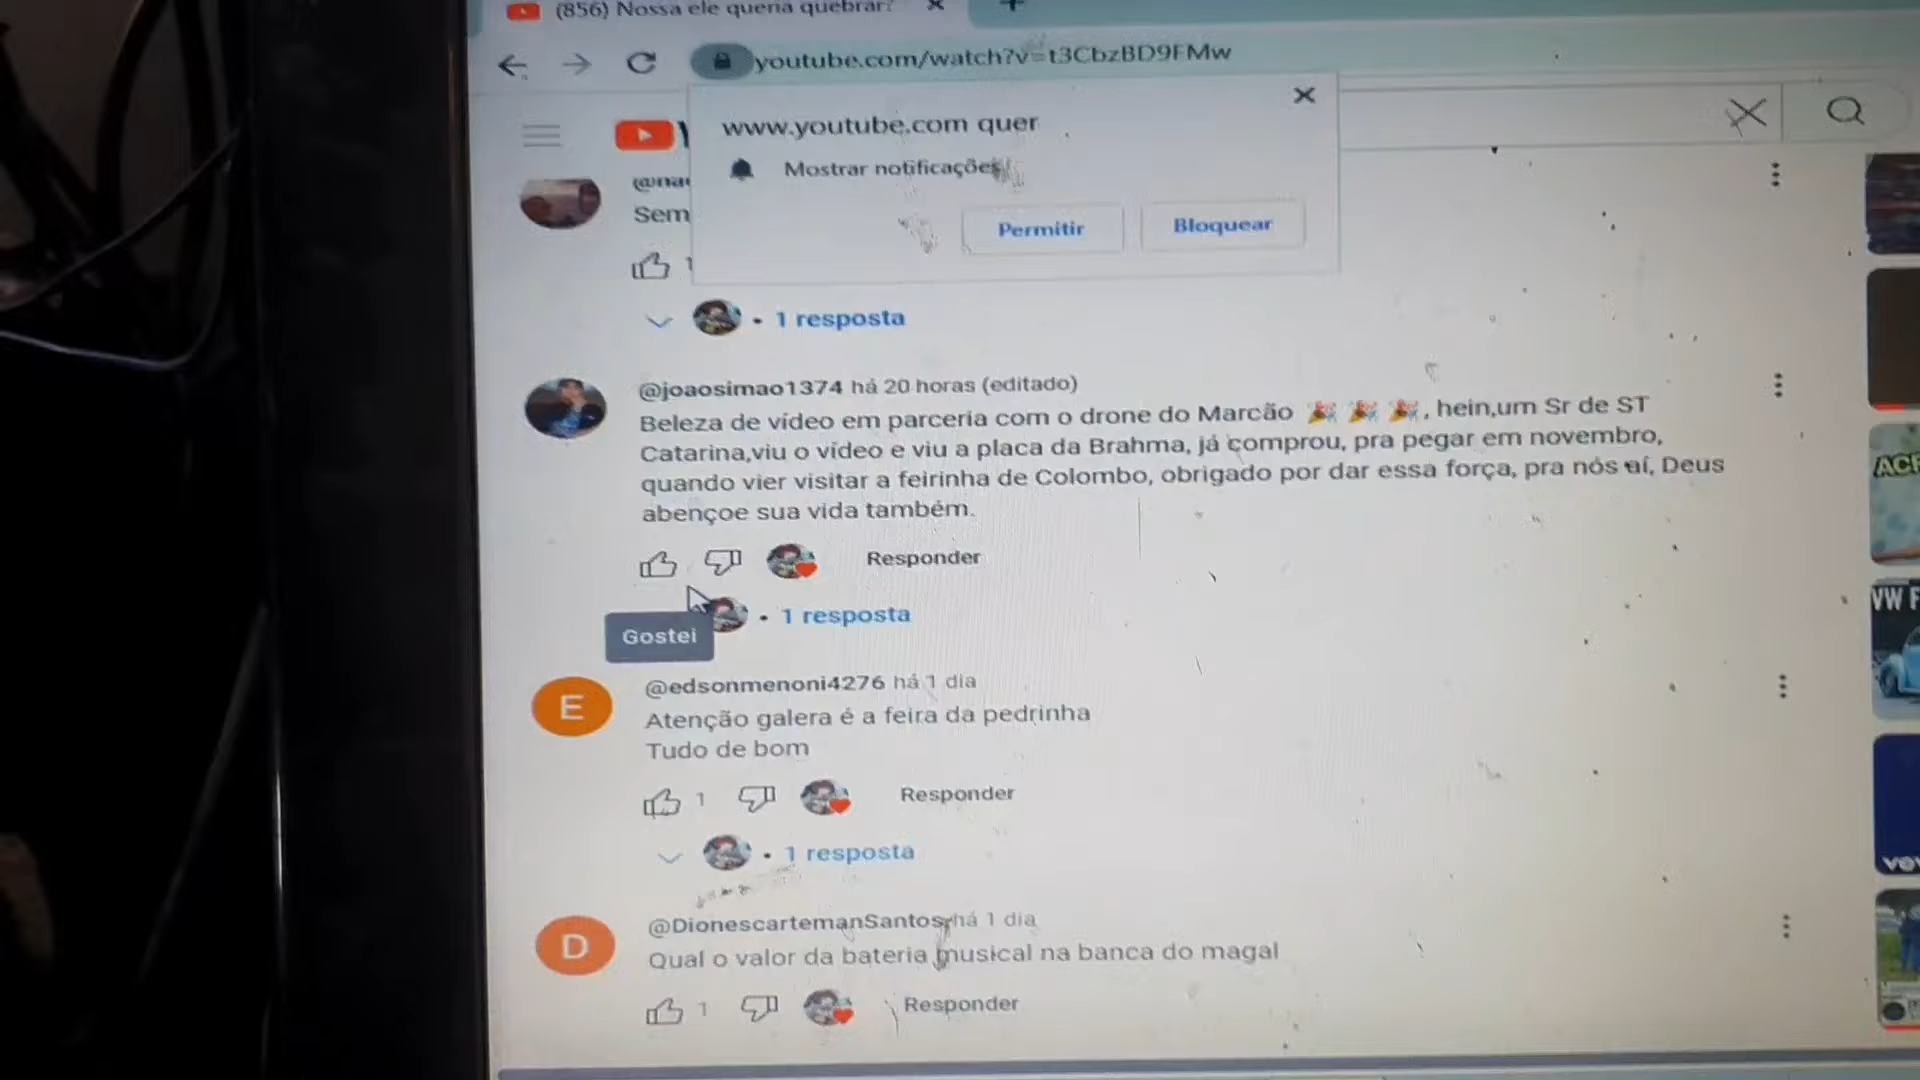 (856) Nossa ele queria quebrar?
youtube.com/watch?v=t3CbzBD9FMw
www.youtube.com quer
Mostrar notificações
Permitir Bloquear
Sem
1
1 resposta
@joaosimao1374 há 20 horas (editado)
Beleza de vídeo em parceria com o drone do Marcão 🎉 🎉 🎉, hein,um Sr de ST
Catarina,viu o vídeo e viu a placa da Brahma, já comprou, pra pegar em novembro,
quando vier visitar a feirinha de Colombo, obrigado por dar essa força, pra nós aí, Deus
abençoe sua vida também.
Responder
1 resposta
Gostei
E
@edsonmenoni4276 há 1 dia
Atenção galera é a feira da pedrinha
Tudo de bom
1 Responder
1 resposta
D
@DionescartemanSantos há 1 dia
Qual o valor da bateria musical na banca do magal
1 Responder
VW F